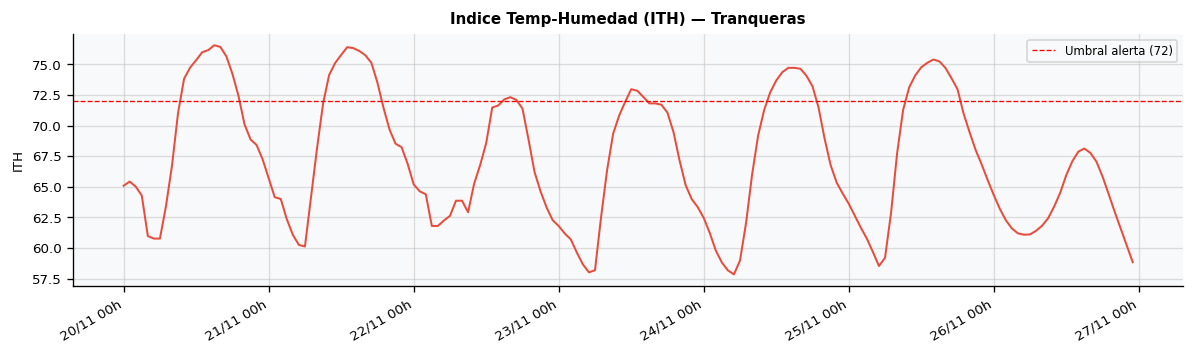 Indice Temp-Humedad (ITH) — Tranqueras
Umbral alerta (72)
ITH
75.0
72.5
70.0
67.5
65.0
62.5
60.0
57.5
20/11 00h
21/11 00h
22/11 00h
23/11 00h
24/11 00h
25/11 00h
26/11 00h
27/11 00h